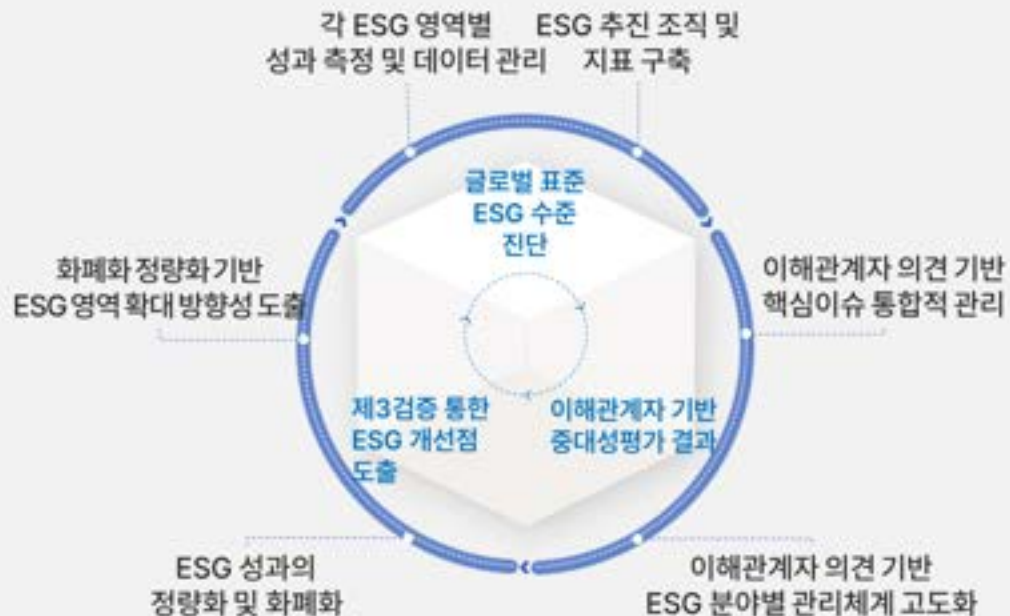 각 ESG 영역별
성과 측정 및 데이터 관리
ESG 추진 조직 및
지표 구축
글로벌 표준
ESG 수준
진단
화폐화 정량화 기반
ESG 영역 확대 방향성 도출
이해관계자 의견 기반
핵심이슈 통합적 관리
제3검증 통한
ESG 개선점
도출
이해관계자 기반
중대성평가 결과
ESG 성과의
정량화 및 화폐화
이해관계자 의견 기반
ESG 분야별 관리체계 고도화